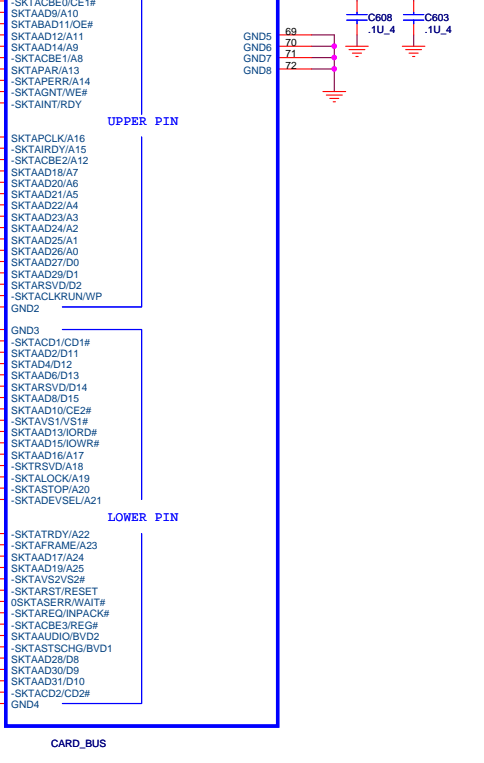 -SKTACBE0/CE1#
SKTAAD9/A10
SKTABAD11/OE#
SKTAAD12/A11
SKTAAD14/A9
-SKTACBE1/A8
SKTAPAR/A13
-SKTAPERR/A14
-SKTAGNT/WE#
-SKTAINT/RDY
UPPER PIN
SKTAPCLK/A16
-SKTAIRDY/A15
-SKTACBE2/A12
SKTAAD18/A7
SKTAAD20/A6
SKTAAD21/A5
SKTAAD22/A4
SKTAAD23/A3
SKTAAD24/A2
SKTAAD25/A1
SKTAAD26/A0
SKTAAD27/D0
SKTAAD29/D1
SKTARSVD/D2
-SKTACLKRUN/WP
GND2
GND3
-SKTACD1/CD1#
SKTAAD2/D11
SKTAD4/D12
SKTAAD6/D13
SKTARSVD/D14
SKTAAD8/D15
SKTAAD10/CE2#
-SKTAVS1/VS1#
SKTAAD13/IORD#
SKTAAD15/IOWR#
SKTAAD16/A17
-SKTRSVD/A18
-SKTALOCK/A19
-SKTASTOP/A20
-SKTADEVSEL/A21
LOWER PIN
-SKTATRDY/A22
-SKTAFRAME/A23
SKTAAD17/A24
SKTAAD19/A25
-SKTAVS2VS2#
-SKTARST/RESET
0SKTASERR/WAIT#
-SKTAREQ/INPACK#
-SKTACBE3/REG#
SKTAAUDIO/BVD2
-SKTASTSCHG/BVD1
SKTAAD28/D8
SKTAAD30/D9
SKTAAD31/D10
-SKTACD2/CD2#
GND4
GND5 69
GND6 70
GND7 71
GND8 72
C608
.1U_4
C603
.1U_4
CARD_BUS